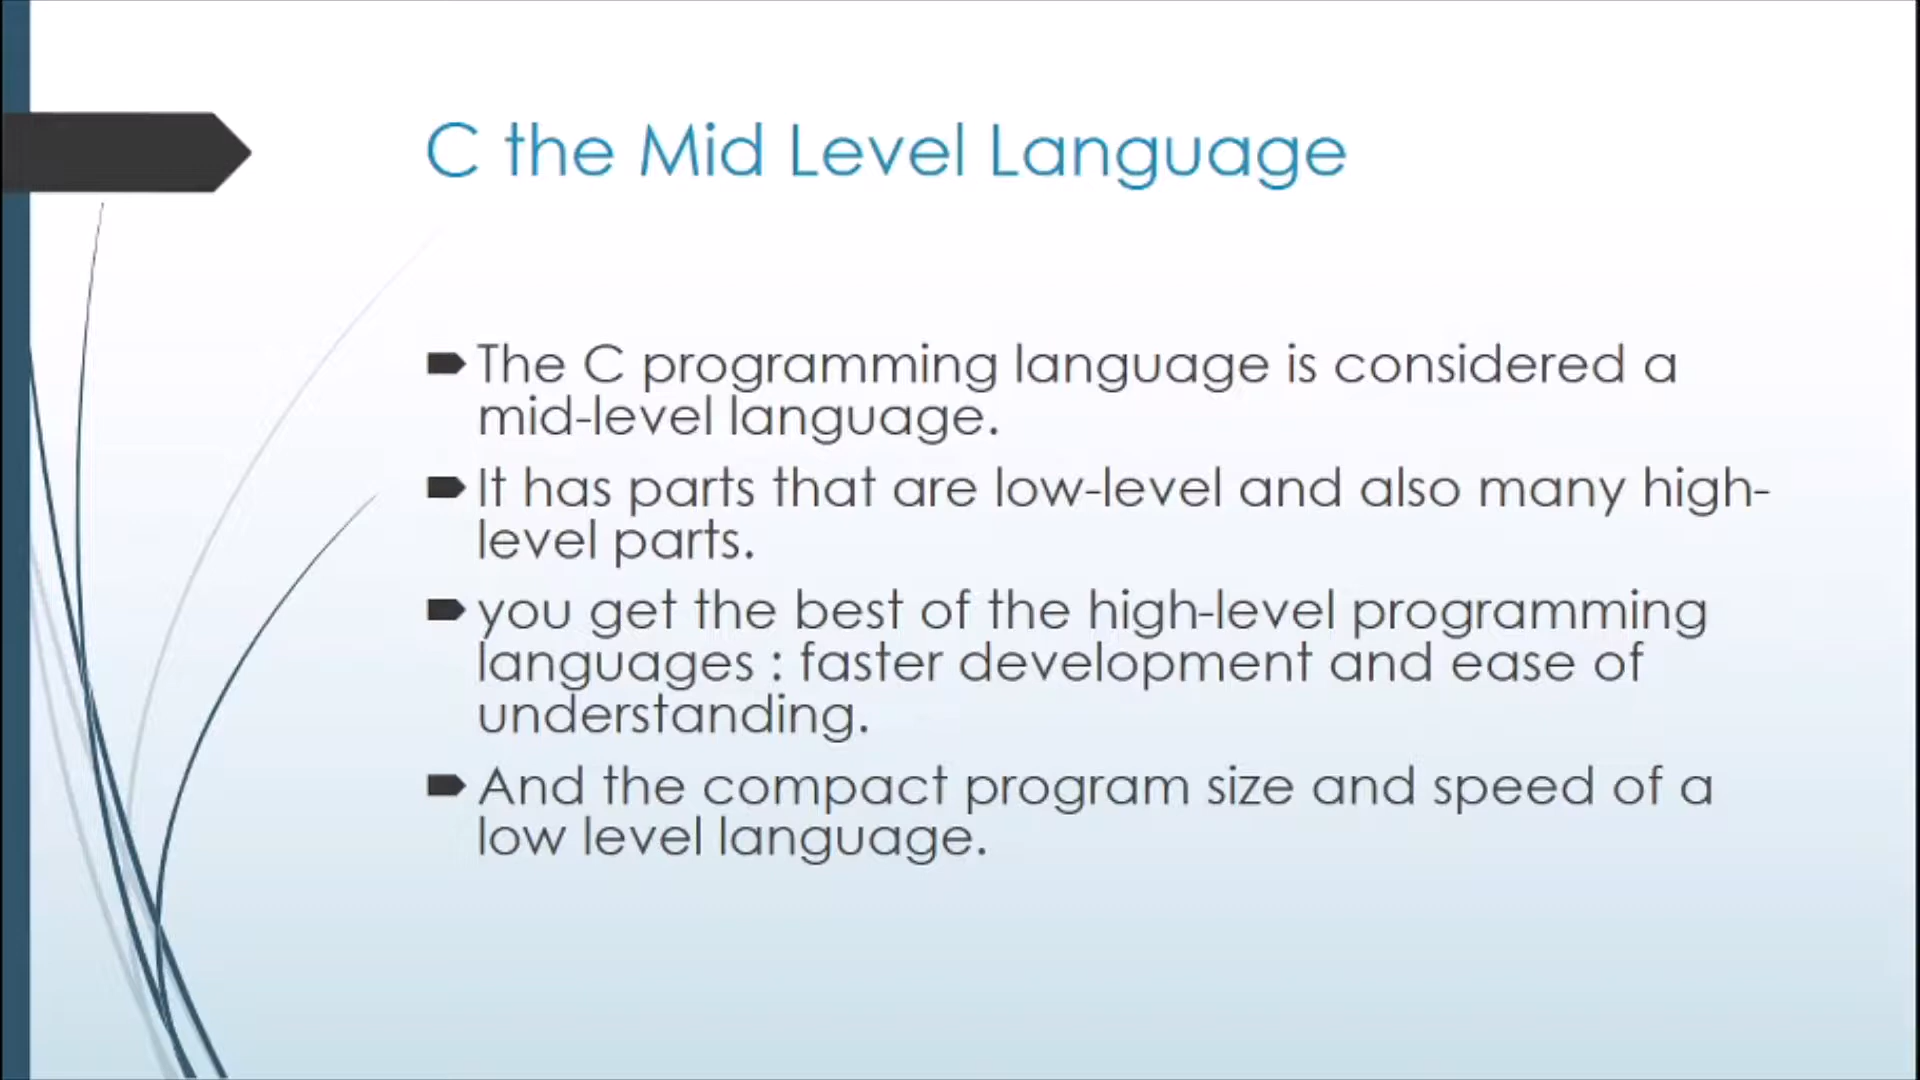 C the Mid Level Language
The C programming language is considered a
mid-level language.
It has parts that are low-level and also many high-
level parts.
you get the best of the high-level programming
languages : faster development and ease of
understanding.
And the compact program size and speed of a
low level language.